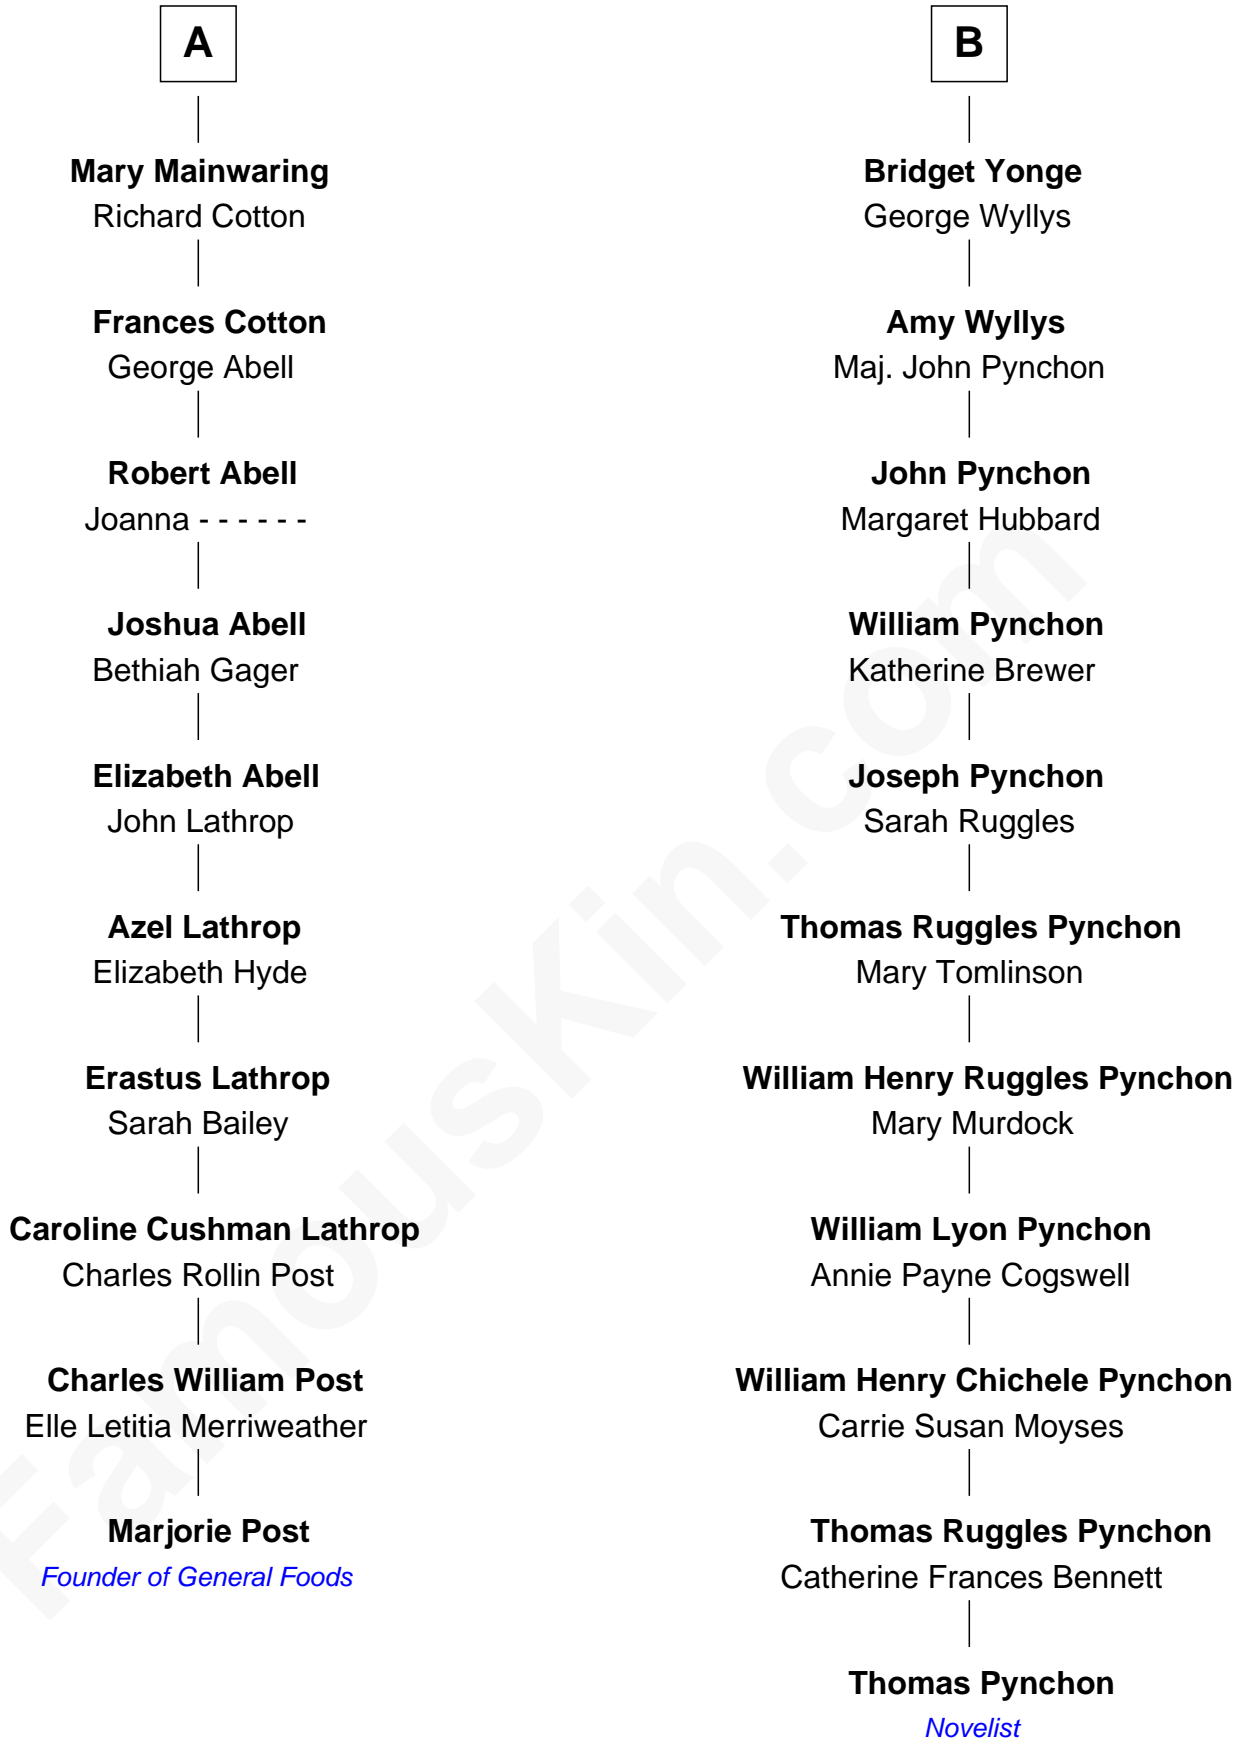 A
Mary Mainwaring
Richard Cotton
Frances Cotton
George Abell
Robert Abell
Joanna - - - - - -
Joshua Abell
Bethiah Gager
Elizabeth Abell
John Lathrop
Azel Lathrop
Elizabeth Hyde
Erastus Lathrop
Sarah Bailey
Caroline Cushman Lathrop
Charles Rollin Post
Charles William Post
Elle Letitia Merriweather
Marjorie Post
Founder of General Foods
B
Bridget Yonge
George Wyllys
Amy Wyllys
Maj. John Pynchon
John Pynchon
Margaret Hubbard
William Pynchon
Katherine Brewer
Joseph Pynchon
Sarah Ruggles
Thomas Ruggles Pynchon
Mary Tomlinson
William Henry Ruggles Pynchon
Mary Murdock
William Lyon Pynchon
Annie Payne Cogswell
William Henry Chichele Pynchon
Carrie Susan Moyses
Thomas Ruggles Pynchon
Catherine Frances Bennett
Thomas Pynchon
Novelist
FamousKin.com